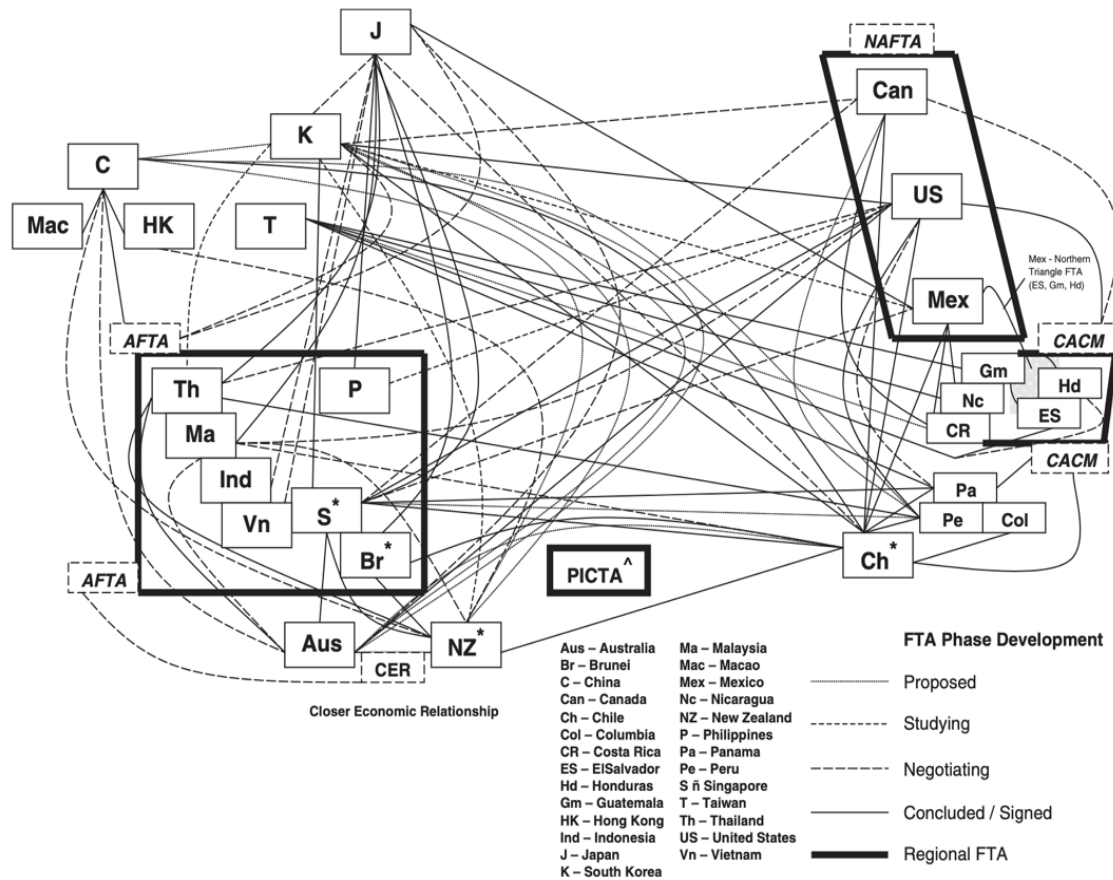 J
NAFTA
Can
K
C
US
Mac
HK
T
Mex - Northern
Triangle FTA
(ES, Gm, Hd)
Mex
AFTA
CACM
Gm
Th
P
Hd
Nc
ES
Ma
CR
CACM
Ind
Pa
S*
Vn
Pe
Col
Br*
Ch*
PICTA^
AFTA
Aus
NZ*
CER
Closer Economic Relationship
Aus – Australia
Br – Brunei
C – China
Can – Canada
Ch – Chile
Col – Columbia
CR – Costa Rica
ES – ElSalvador
Hd – Honduras
Gm – Guatemala
HK – Hong Kong
Ind – Indonesia
J – Japan
K – South Korea
Ma – Malaysia
Mac – Macao
Mex – Mexico
Nc – Nicaragua
NZ – New Zealand
P – Philippines
Pa – Panama
Pe – Peru
S ñ Singapore
T – Taiwan
Th – Thailand
US – United States
Vn – Vietnam
FTA Phase Development
Proposed
Studying
Negotiating
Concluded / Signed
Regional FTA